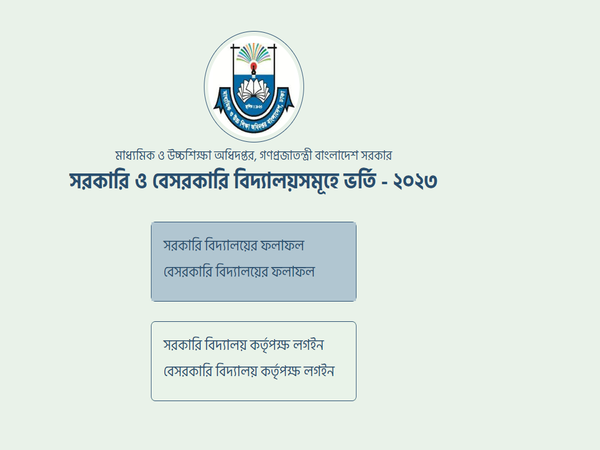 মাধ্যমিক ও উচ্চশিক্ষা অধিদপ্তর, গণপ্রজাতন্ত্রী বাংলাদেশ সরকার
সরকারি ও বেসরকারি বিদ্যালয়সমূহে ভর্তি - ২০২৩
সরকারি বিদ্যালয়ের ফলাফল
বেসরকারি বিদ্যালয়ের ফলাফল
সরকারি বিদ্যালয় কর্তৃপক্ষ লগইন
বেসরকারি বিদ্যালয় কর্তৃপক্ষ লগইন